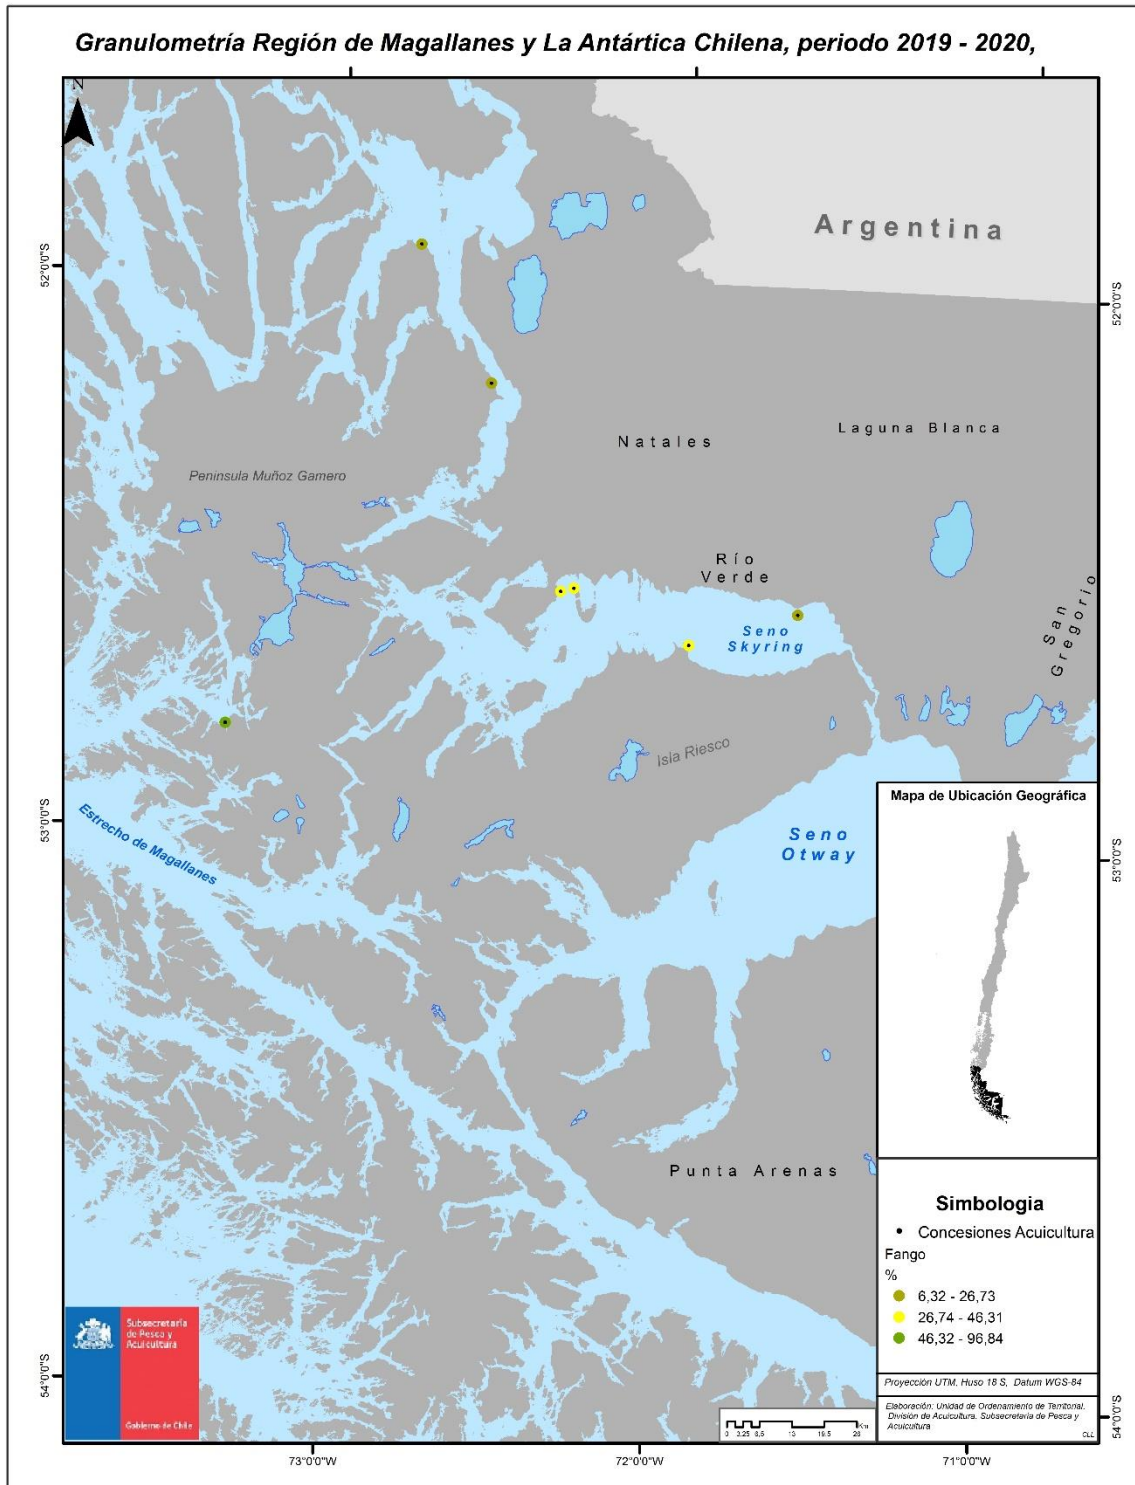 Granulometría Región de Magallanes y La Antártica Chilena, periodo 2019 - 2020,
N
Argentina
52°0'0"S
52°0'0"S
Natales
Laguna Blanca
Peninsula Muñoz Gamero
Río
Verde
San
Gregorio
Seno
Skyring
Isla Riesco
Estrecho de Magallanes
53°0'0"S
53°0'0"S
Seno
Otway
Mapa de Ubicación Geográfica
Punta Arenas
Simbologia
Concesiones Acuicultura
Fango
%
6,32 - 26,73
26,74 - 46,31
46,32 - 96,84
Subsecretaría
de Pesca y
Acuicultura
Gobierno de Chile
Proyección UTM, Huso 18 S, Datum WGS-84
Elaboración: Unidad de Ordenamiento de Territorial.
División de Acuicultura. Subsecretaría de Pesca y
Acuicultura
CLL
0 3,25 6,5 13 19,5 26
Km
54°0'0"S
54°0'0"S
73°0'0"W
72°0'0"W
71°0'0"W